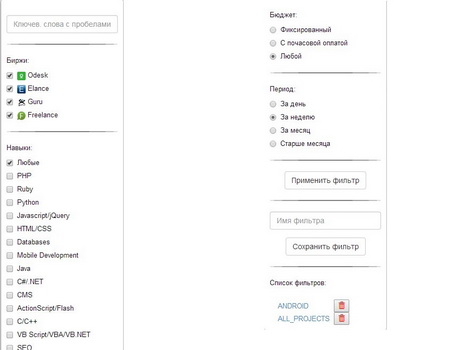 Ключев. слова с пробелами
Биржи:
Odesk
Elance
Guru
Freelance
Навыки:
Любые
PHP
Ruby
Python
Javascript/jQuery
HTML/CSS
Databases
Mobile Development
Java
C#/.NET
CMS
ActionScript/Flash
C/C++
VB Script/VBA/VB.NET
SEO
Бюджет:
Фиксированный
С почасовой оплатой
Любой
Период:
За день
За неделю
За месяц
Старше месяца
Применить фильтр
Имя фильтра
Сохранить фильтр
Список фильтров:
ANDROID
ALL_PROJECTS